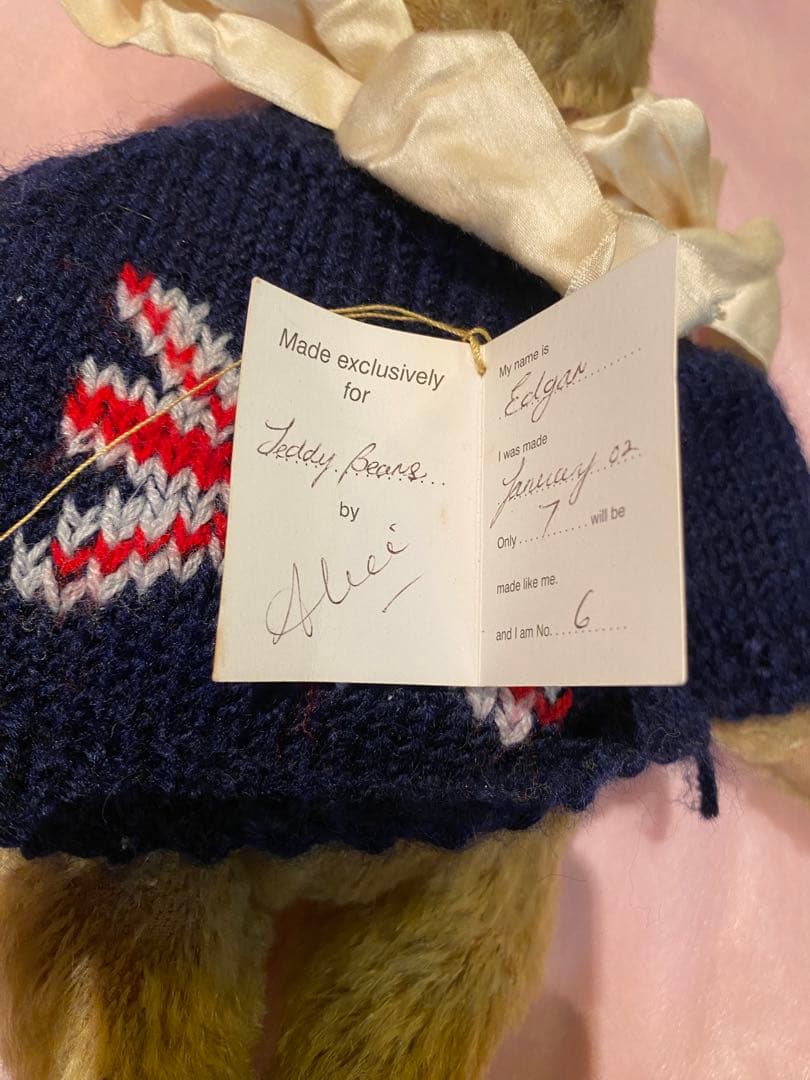 Made exclusively
for
Teddy Bears
by
My name is
Edgar
I was made
January 02
Only 7 will be
made like me.
and I am No. 6